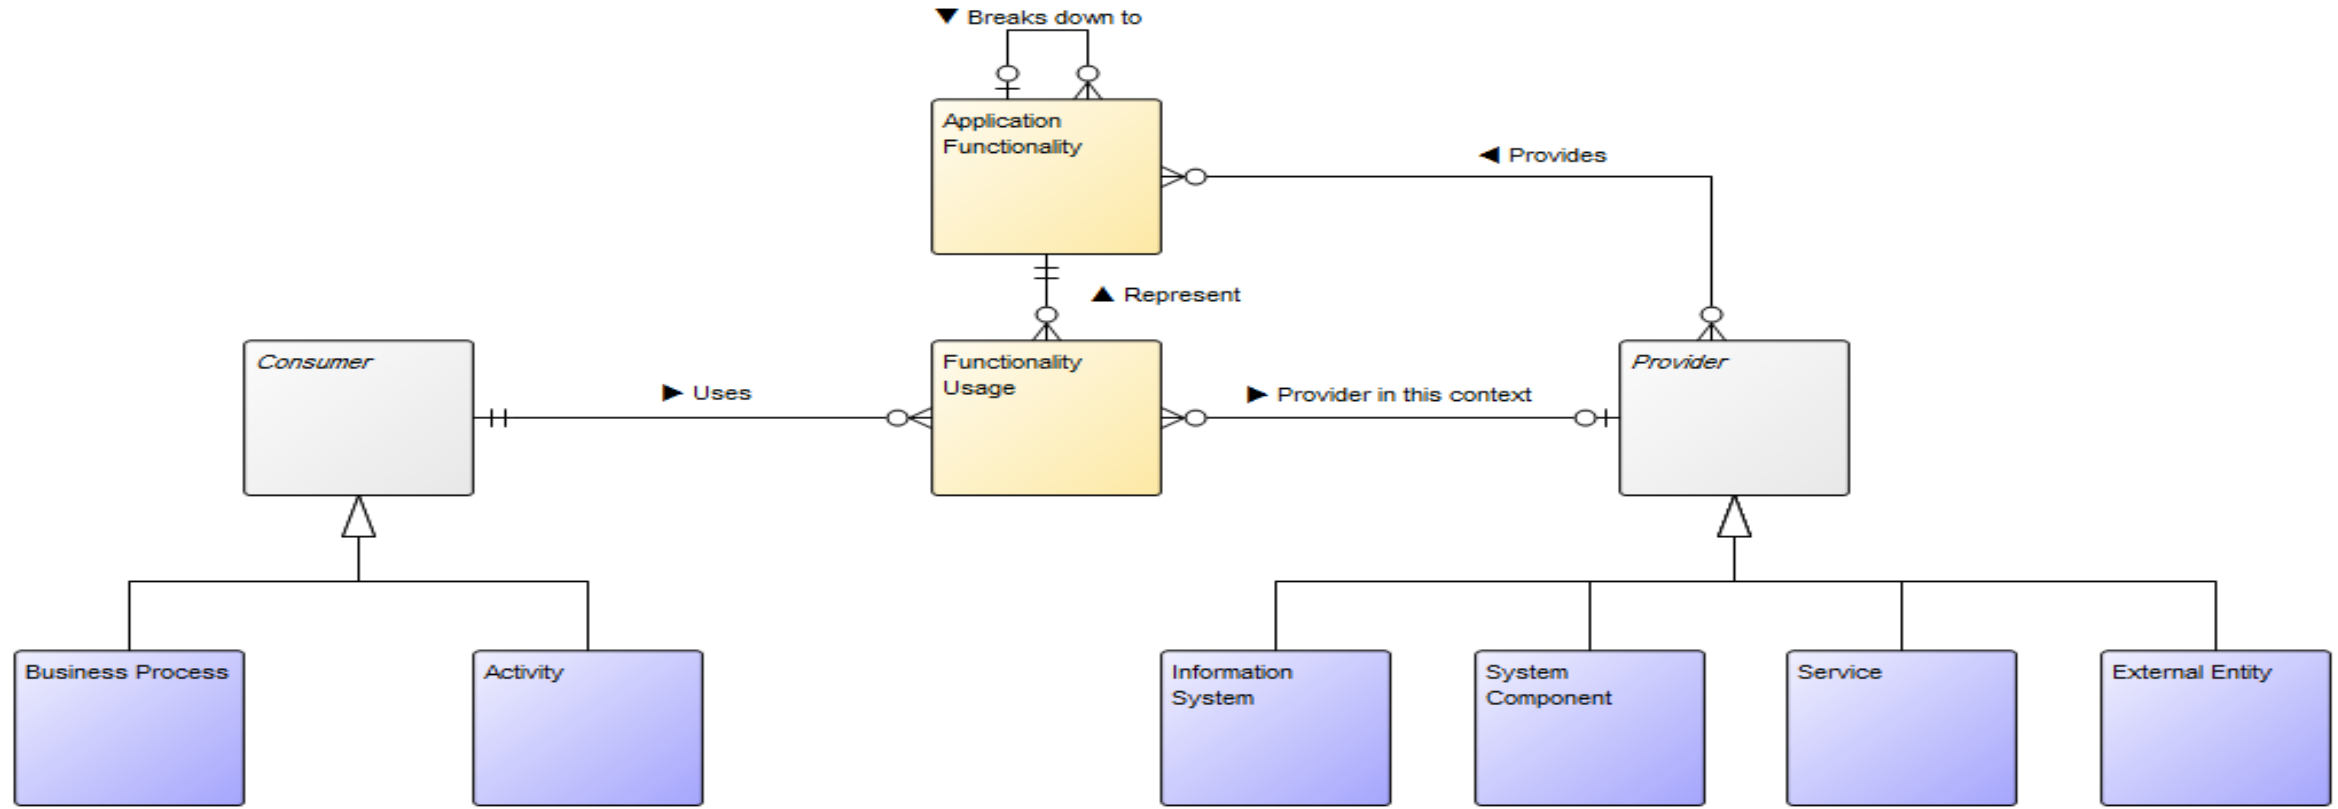 ▼ Breaks down to
Application
Functionality
◄ Provides
▲ Represent
Consumer
► Uses
Functionality
Usage
► Provider in this context
Provider
Business Process
Activity
Information
System
System
Component
Service
External Entity